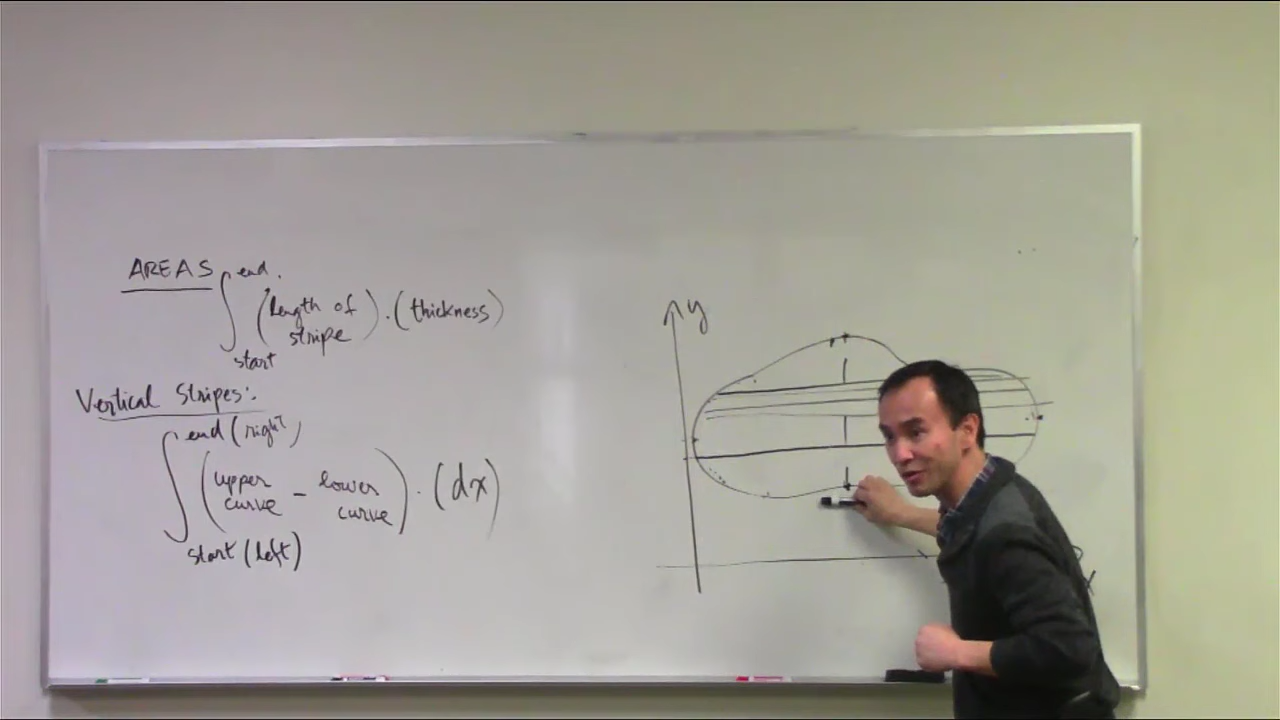 AREAS ∫ end.
(length of stripe) · (thickness)
start
Vertical Stripes:
∫ end (right)
(upper curve - lower curve) · (dx)
start (left)
y
x